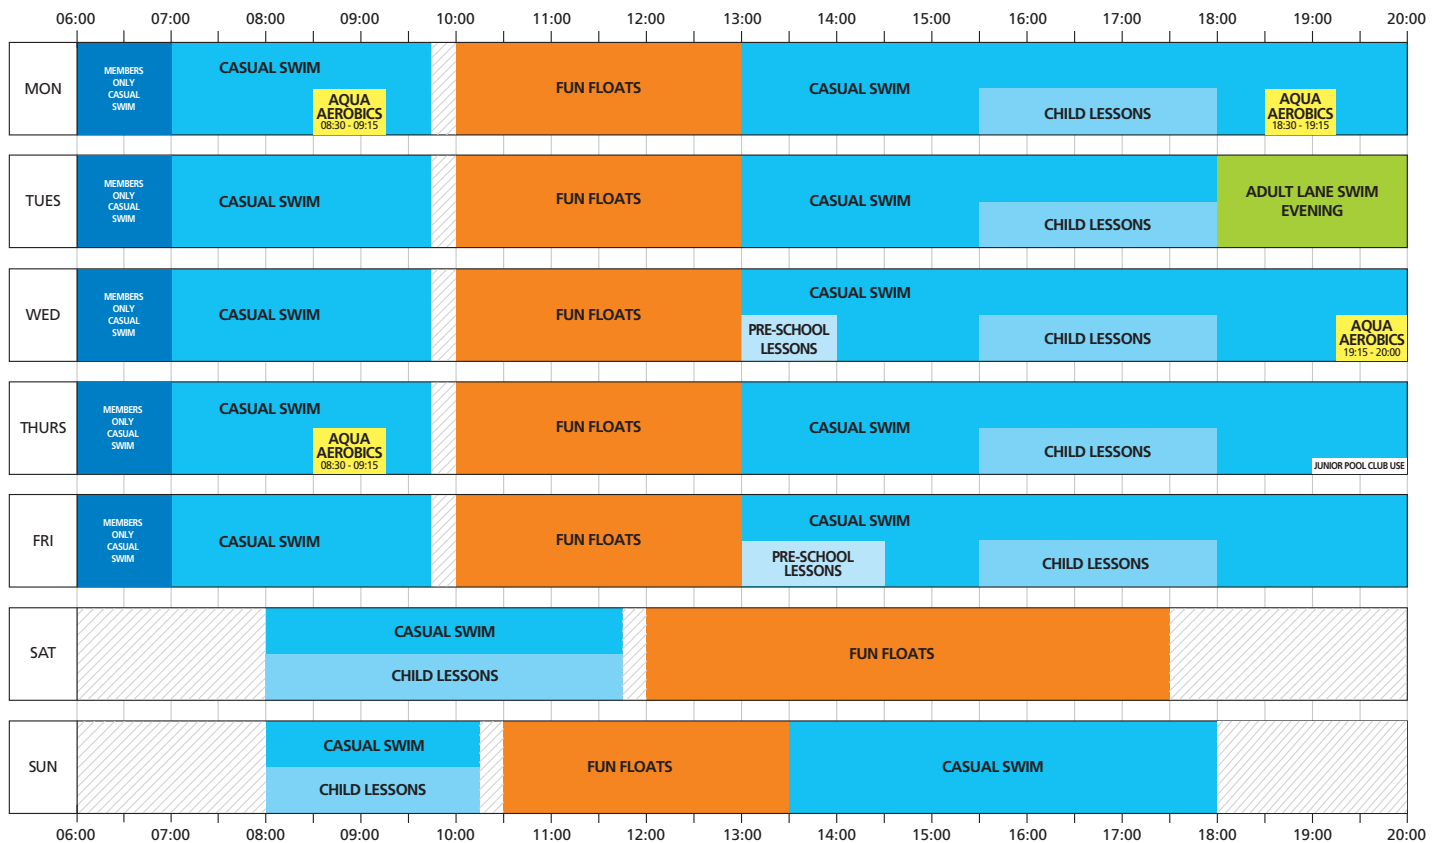 06:00 07:00 08:00 09:00 10:00 11:00 12:00 13:00 14:00 15:00 16:00 17:00 18:00 19:00 20:00
MON
MEMBERS
ONLY
CASUAL
SWIM
CASUAL SWIM
AQUA
AEROBICS
08:30 - 09:15
FUN FLOATS
CASUAL SWIM
CHILD LESSONS
AQUA
AEROBICS
18:30 - 19:15
TUES
MEMBERS
ONLY
CASUAL
SWIM
CASUAL SWIM
FUN FLOATS
CASUAL SWIM
CHILD LESSONS
ADULT LANE SWIM
EVENING
WED
MEMBERS
ONLY
CASUAL
SWIM
CASUAL SWIM
FUN FLOATS
CASUAL SWIM
PRE-SCHOOL
LESSONS
CHILD LESSONS
AQUA
AEROBICS
19:15 - 20:00
THURS
MEMBERS
ONLY
CASUAL
SWIM
CASUAL SWIM
AQUA
AEROBICS
08:30 - 09:15
FUN FLOATS
CASUAL SWIM
CHILD LESSONS
JUNIOR POOL CLUB USE
FRI
MEMBERS
ONLY
CASUAL
SWIM
CASUAL SWIM
FUN FLOATS
CASUAL SWIM
PRE-SCHOOL
LESSONS
CHILD LESSONS
SAT
CASUAL SWIM
CHILD LESSONS
FUN FLOATS
SUN
CASUAL SWIM
CHILD LESSONS
FUN FLOATS
CASUAL SWIM
06:00 07:00 08:00 09:00 10:00 11:00 12:00 13:00 14:00 15:00 16:00 17:00 18:00 19:00 20:00